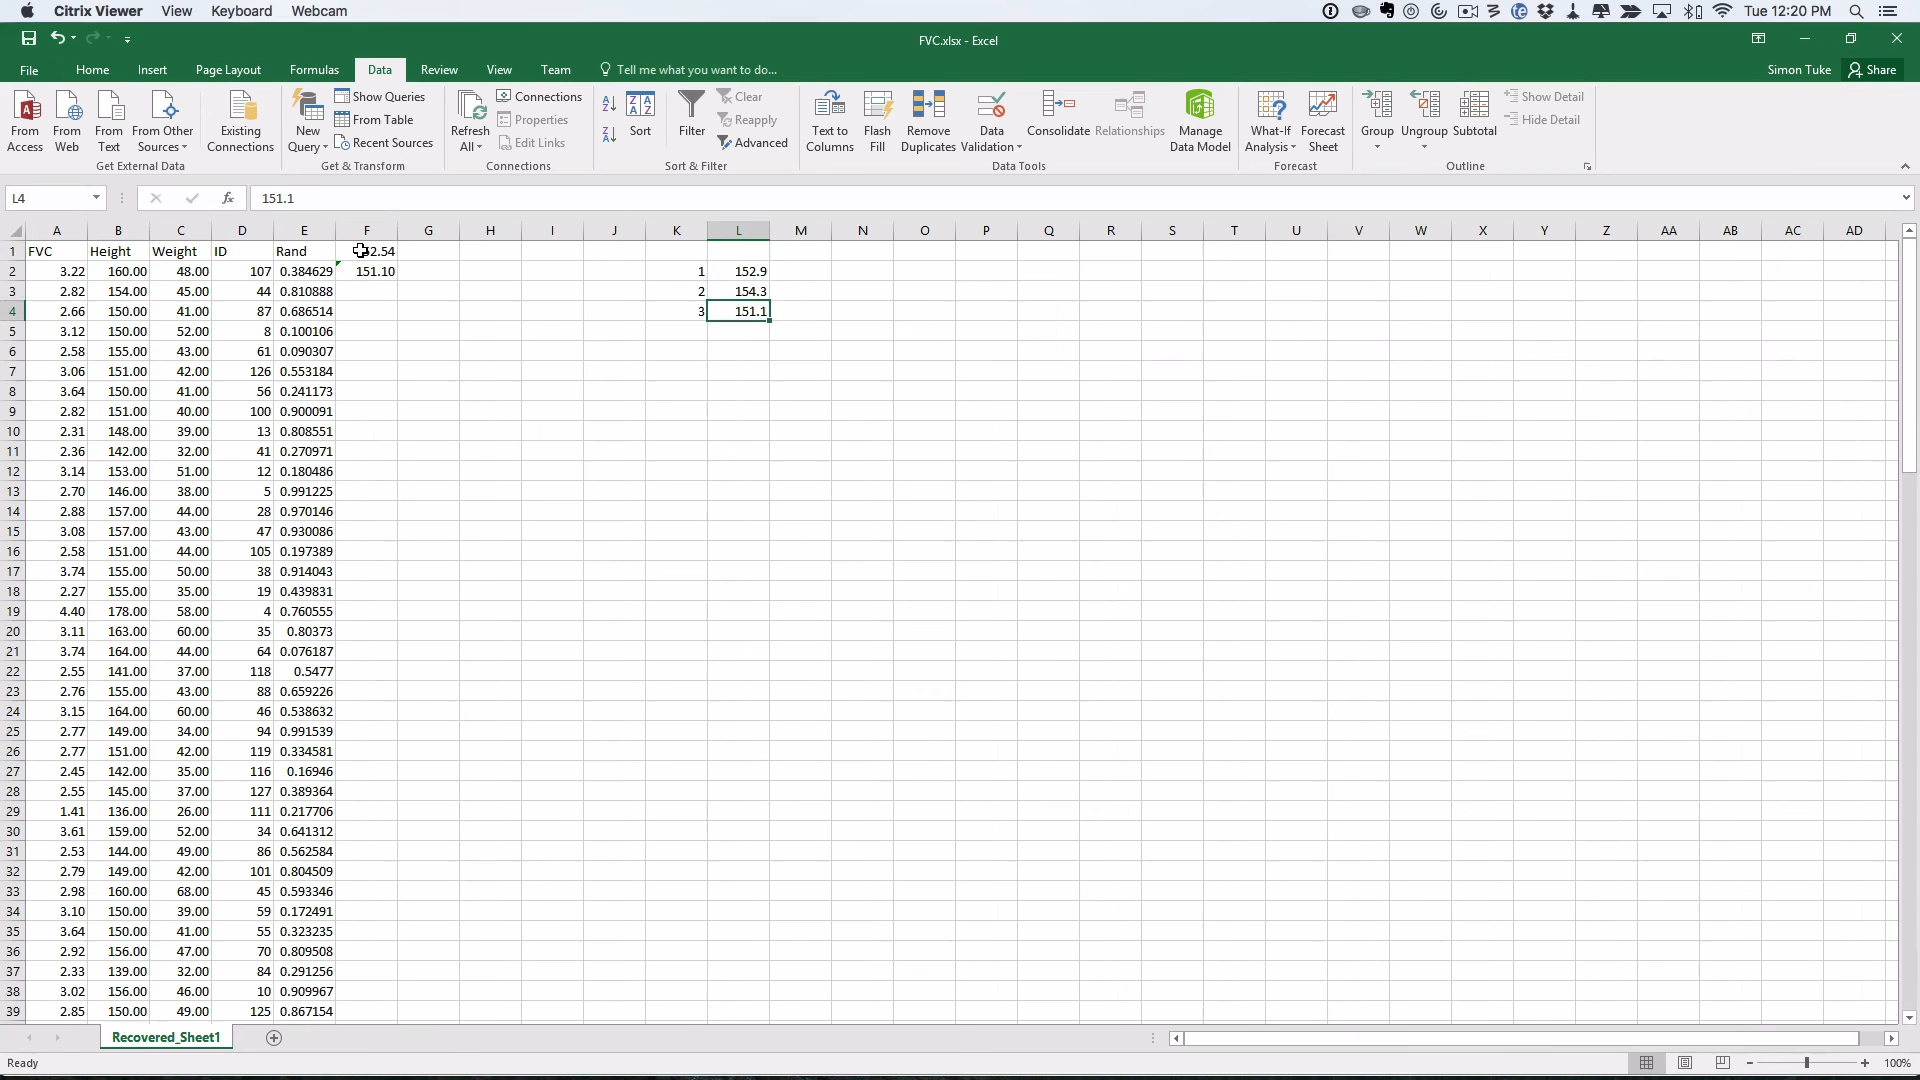 Citrix Viewer View Keyboard Webcam Tue 12:20 PM
FVC.xlsx - Excel
File Home Insert Page Layout Formulas Data Review View Team Tell me what you want to do... Simon Tuke Share
From Access From Web From Text From Other Sources Existing Connections Get External Data
New Query Show Queries From Table Recent Sources Get & Transform
Refresh All Connections Properties Edit Links Connections
Sort Filter Clear Reapply Advanced Sort & Filter
Text to Columns Flash Fill Remove Duplicates Data Validation Consolidate Relationships Manage Data Model Data Tools
What-If Analysis Forecast Sheet Forecast
Group Ungroup Subtotal Show Detail Hide Detail Outline
L4 fx 151.1
A B C D E F G H I J K L M N O P Q R S T U V W X Y Z AA AB AC AD
1 FVC Height Weight ID Rand 2.54
2 3.22 160.00 48.00 107 0.384629 151.10 1 152.9
3 2.82 154.00 45.00 44 0.810888 2 154.3
4 2.66 150.00 41.00 87 0.686514 3 151.1
5 3.12 150.00 52.00 8 0.100106
6 2.58 155.00 43.00 61 0.090307
7 3.06 151.00 42.00 126 0.553184
8 3.64 150.00 41.00 56 0.241173
9 2.82 151.00 40.00 100 0.900091
10 2.31 148.00 39.00 13 0.808551
11 2.36 142.00 32.00 41 0.270971
12 3.14 153.00 51.00 12 0.180486
13 2.70 146.00 38.00 5 0.991225
14 2.88 157.00 44.00 28 0.970146
15 3.08 157.00 43.00 47 0.930086
16 2.58 151.00 44.00 105 0.197389
17 3.74 155.00 50.00 38 0.914043
18 2.27 155.00 35.00 19 0.439831
19 4.40 178.00 58.00 4 0.760555
20 3.11 163.00 60.00 35 0.80373
21 3.74 164.00 44.00 64 0.076187
22 2.55 141.00 37.00 118 0.5477
23 2.76 155.00 43.00 88 0.659226
24 3.15 164.00 60.00 46 0.538632
25 2.77 149.00 34.00 94 0.991539
26 2.77 151.00 42.00 119 0.334581
27 2.45 142.00 35.00 116 0.16946
28 2.55 145.00 37.00 127 0.389364
29 1.41 136.00 26.00 111 0.217706
30 3.61 159.00 52.00 34 0.641312
31 2.53 144.00 49.00 86 0.562584
32 2.79 149.00 42.00 101 0.804509
33 2.98 160.00 68.00 45 0.593346
34 3.10 150.00 39.00 59 0.172491
35 3.64 150.00 41.00 55 0.323235
36 2.92 156.00 47.00 70 0.809508
37 2.33 139.00 32.00 84 0.291256
38 3.02 156.00 46.00 10 0.909967
39 2.85 150.00 49.00 125 0.867154
Recovered_Sheet1
Ready 100%